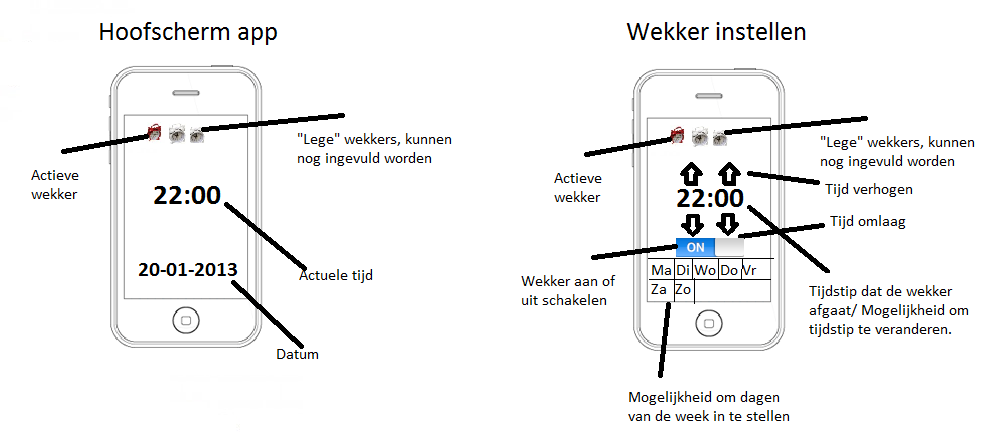 Hoofscherm app
"Lege" wekkers, kunnen
nog ingevuld worden
Actieve
wekker
22:00
20-01-2013
Actuele tijd
Datum
Wekker instellen
"Lege" wekkers, kunnen
nog ingevuld worden
Actieve
wekker
Tijd verhogen
22:00
Tijd omlaag
ON
Wekker aan of
uit schakelen
Ma Di Wo Do Vr
Za Zo
Tijdstip dat de wekker
afgaat/ Mogelijkheid om
tijdstip te veranderen.
Mogelijkheid om dagen
van de week in te stellen